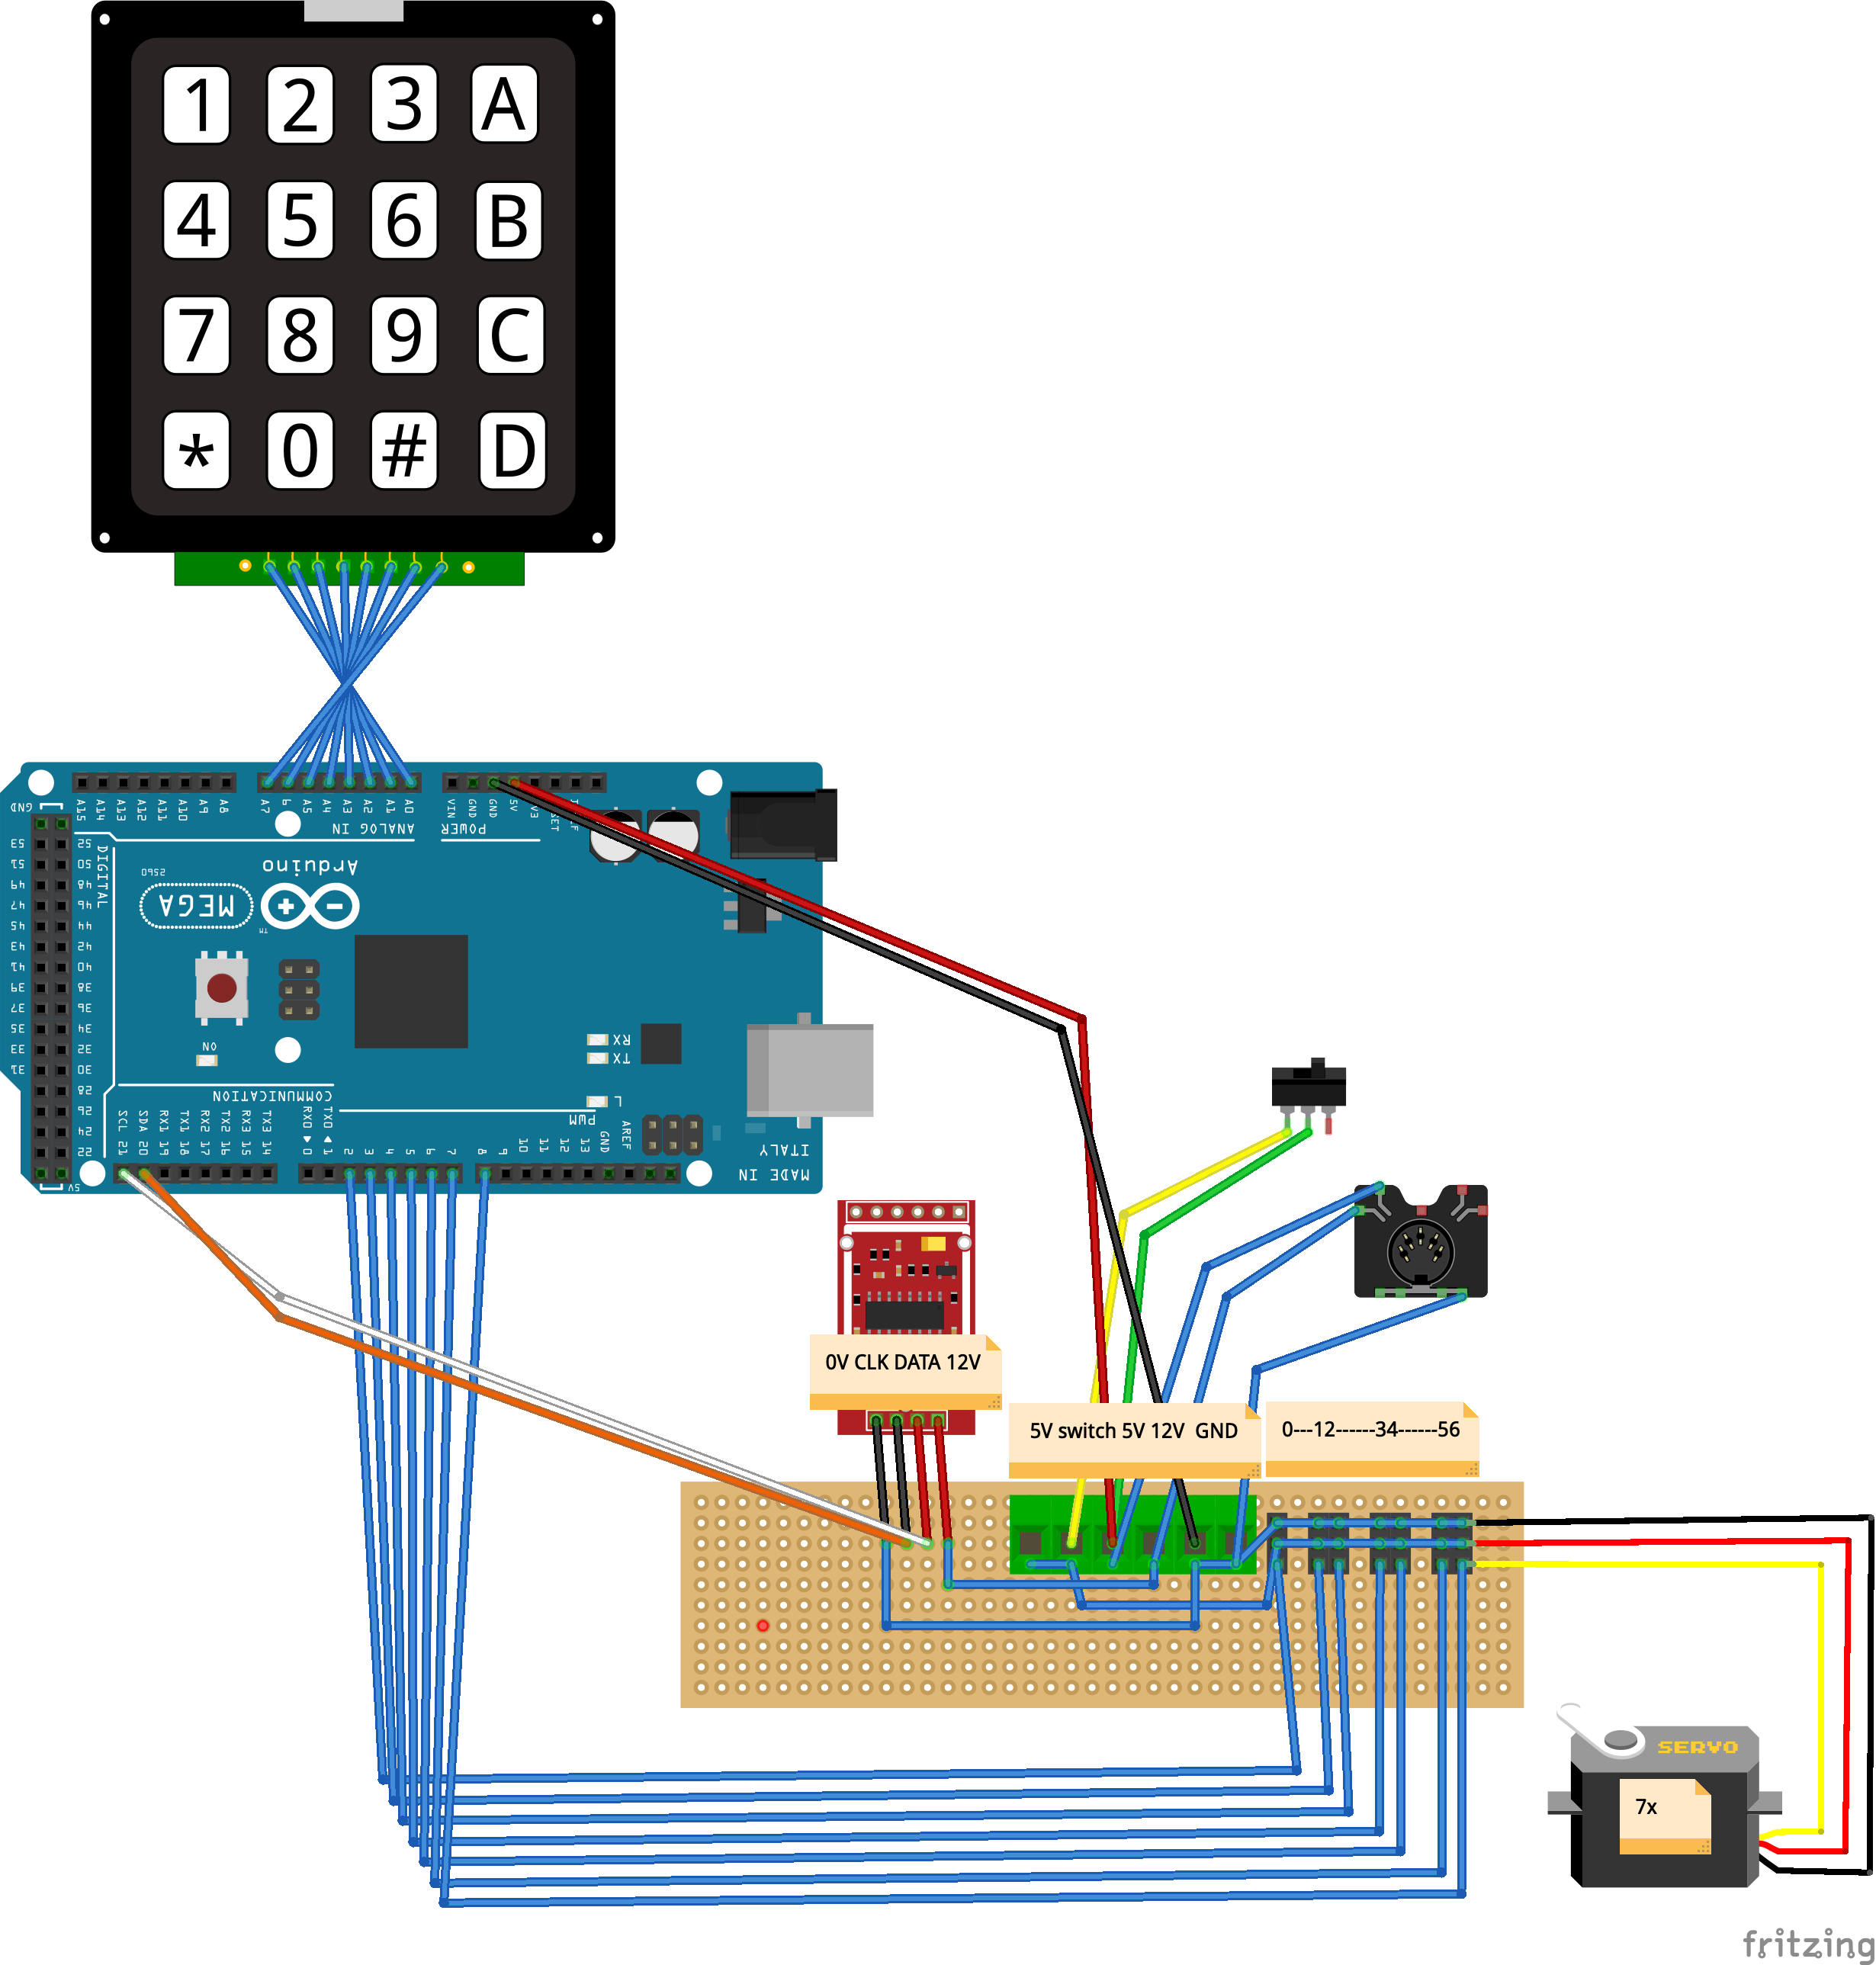 1 2 3 A
4 5 6 B
7 8 9 C
* 0 # D
A15 A14 A13 A12 A11 A10 A9 A8
A7 6 A5 A4 A3 A2 A1 A0
VIN GND GND 5V V3
ANALOG IN
POWER
GND
DIGITAL
53 52
51 50
49 48
47 46
45 44
43 42
41 40
39 38
37 36
35 34
33 32
31 30
28
26
24
22
5V
Arduino
2560
MEGA
TM
ON
RX
TX
L
COMMUNICATION
PWM
SCL 21
SDA 20
RX1 19
TX1 18
RX2 17
TX2 16
RX3 15
TX3 14
RX0 0
TX0 1
2 3 4 5 6 7
8 9 10 11 12 13 GND AREF
MADE IN
ITALY
0V CLK DATA 12V
5V switch 5V 12V GND
0---12------34------56
SERVO
7x
fritzing